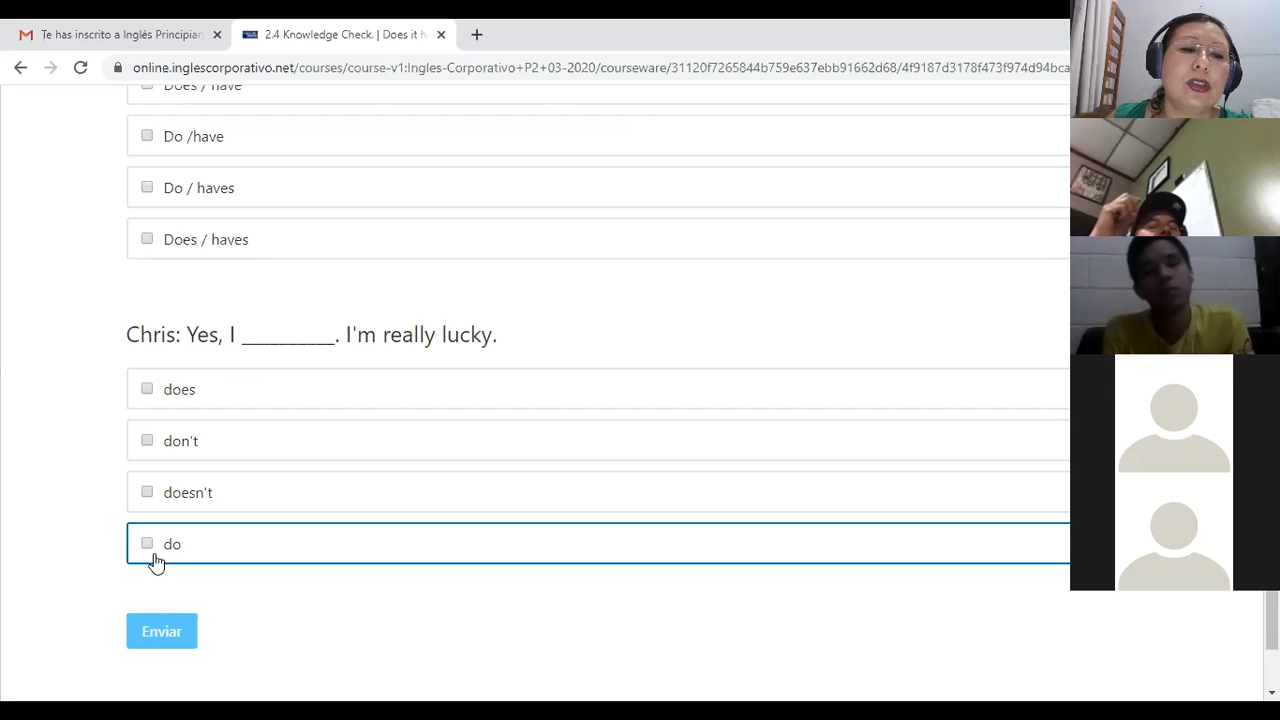 Te has inscrito a Inglés Principian
2.4 Knowledge Check. | Does it h
online.inglescorporativo.net/courses/course-v1:Ingles-Corporativo+P2+03-2020/courseware/31120f7265844b759e637ebb91662d68/4f9187d3178f473f974d94bca
Does / have
Do /have
Do / haves
Does / haves
Chris: Yes, I __________. I'm really lucky.
does
don't
doesn't
do
Enviar